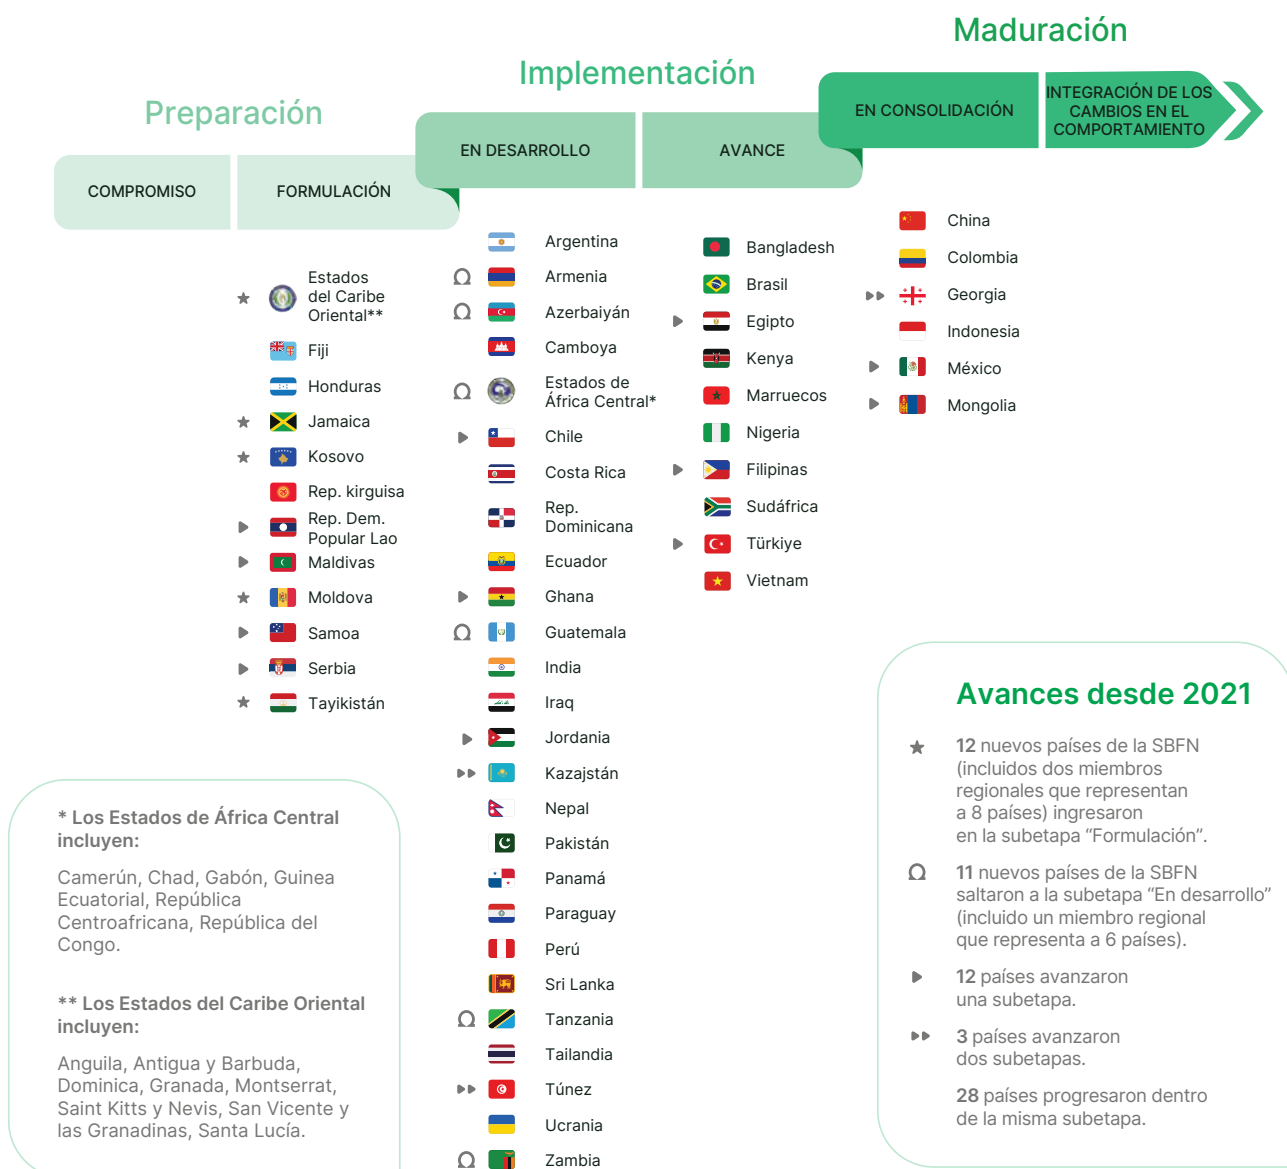 Preparación
Implementación
Maduración
COMPROMISO
FORMULACIÓN
EN DESARROLLO
AVANCE
EN CONSOLIDACIÓN
INTEGRACIÓN DE LOS
CAMBIOS EN EL
COMPORTAMIENTO
Estados
del Caribe
Oriental**
Fiji
Honduras
Jamaica
Kosovo
Rep. kirguisa
Rep. Dem.
Popular Lao
Maldivas
Moldova
Samoa
Serbia
Tayikistán
Argentina
Armenia
Azerbaiyán
Camboya
Estados de
África Central*
Chile
Costa Rica
Rep.
Dominicana
Ecuador
Ghana
Guatemala
India
Iraq
Jordania
Kazajstán
Nepal
Pakistán
Panamá
Paraguay
Perú
Sri Lanka
Tanzania
Tailandia
Túnez
Ucrania
Zambia
Bangladesh
Brasil
Egipto
Kenya
Marruecos
Nigeria
Filipinas
Sudáfrica
Türkiye
Vietnam
China
Colombia
Georgia
Indonesia
México
Mongolia
* Los Estados de África Central
incluyen:
Camerún, Chad, Gabón, Guinea
Ecuatorial, República
Centroafricana, República del
Congo.
** Los Estados del Caribe Oriental
incluyen:
Anguila, Antigua y Barbuda,
Dominica, Granada, Montserrat,
Saint Kitts y Nevis, San Vicente y
las Granadinas, Santa Lucía.
Avances desde 2021
12 nuevos países de la SBFN
(incluidos dos miembros
regionales que representan
a 8 países) ingresaron
en la subetapa “Formulación”.
Ω 11 nuevos países de la SBFN
saltaron a la subetapa “En desarrollo”
(incluido un miembro regional
que representa a 6 países).
12 países avanzaron
una subetapa.
3 países avanzaron
dos subetapas.
28 países progresaron dentro
de la misma subetapa.